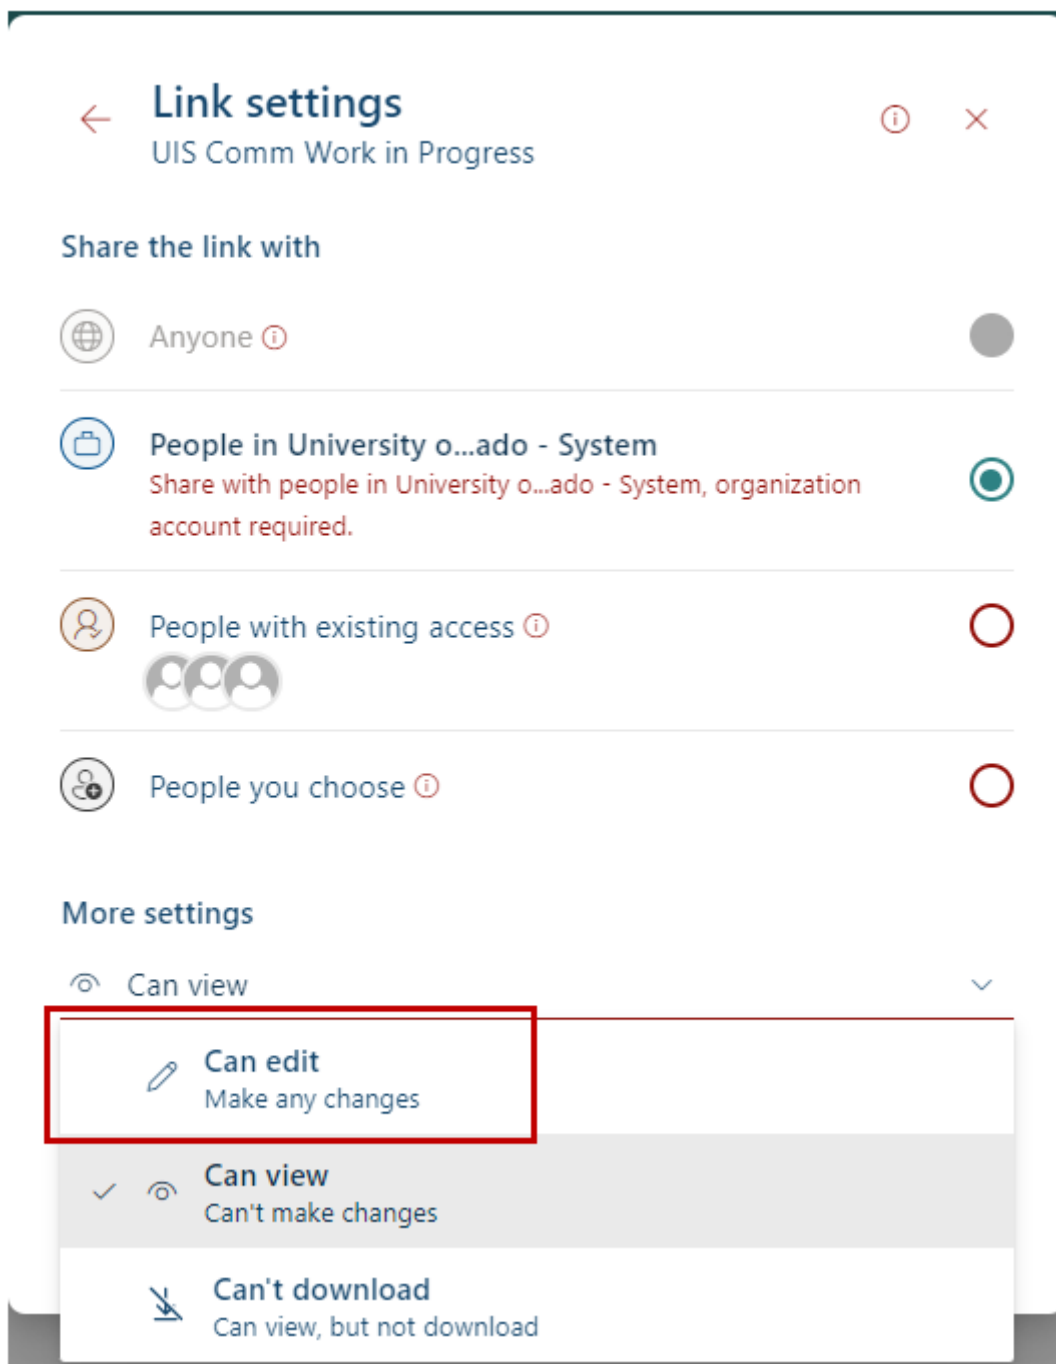 Link settings
UIS Comm Work in Progress
Share the link with
Anyone
People in University o...ado - System
Share with people in University o...ado - System, organization
account required.
People with existing access
People you choose
More settings
Can view
Can edit
Make any changes
Can view
Can't make changes
Can't download
Can view, but not download